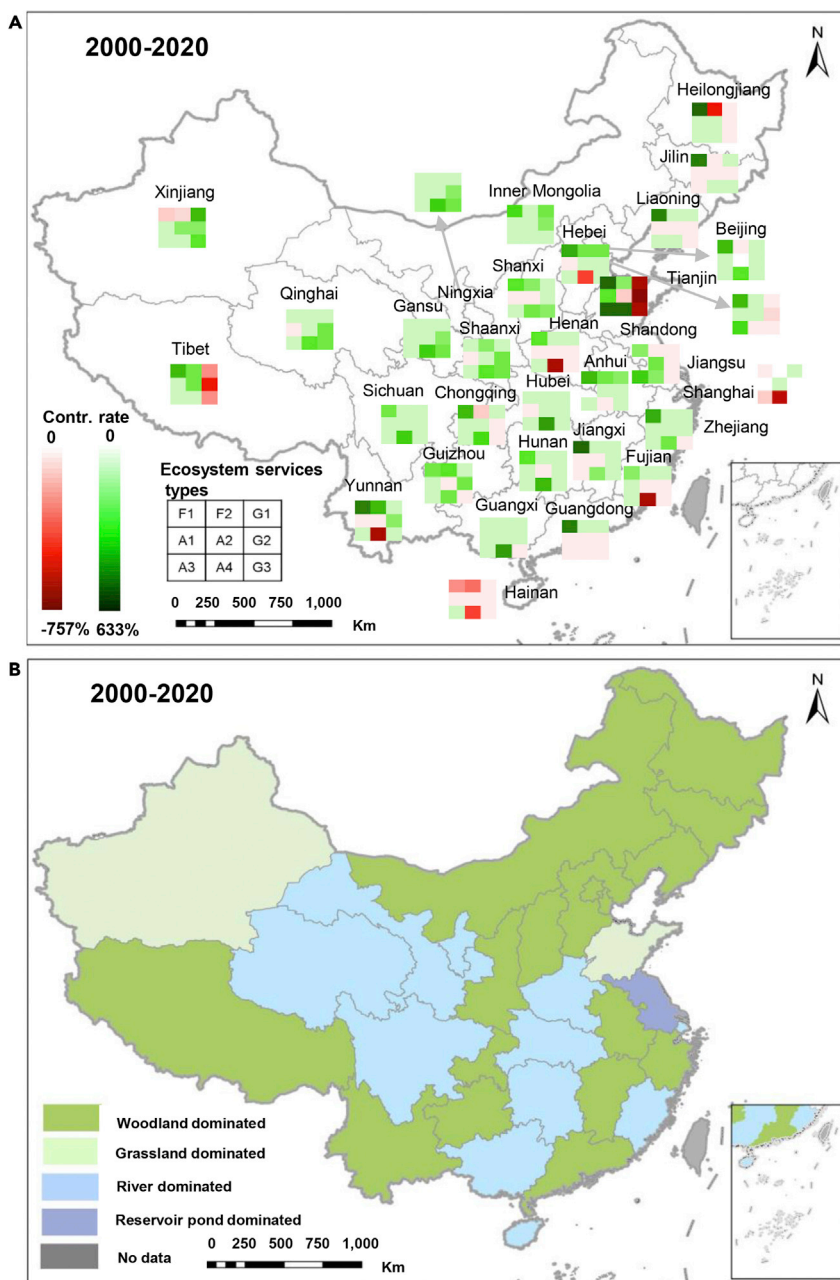 A
2000-2020
N
Heilongjiang
Jilin
Xinjiang
Inner Mongolia
Liaoning
Beijing
Hebei
Shanxi
Tianjin
Qinghai
Gansu
Ningxia
Henan
Shandong
Shaanxi
Tibet
Anhui
Jiangsu
Hubei
Shanghai
Sichuan
Chongqing
Contr. rate
0
0
Jiangxi
Zhejiang
Hunan
Guizhou
Fujian
Ecosystem services
types
Yunnan
F1 F2 G1
A1 A2 G2
A3 A4 G3
Guangxi
Guangdong
Hainan
0 250 500 1,000
Km
-757% 633%
B
2000-2020
N
Woodland dominated
Grassland dominated
River dominated
Reservoir pond dominated
No data
0 250 500 1,000
Km